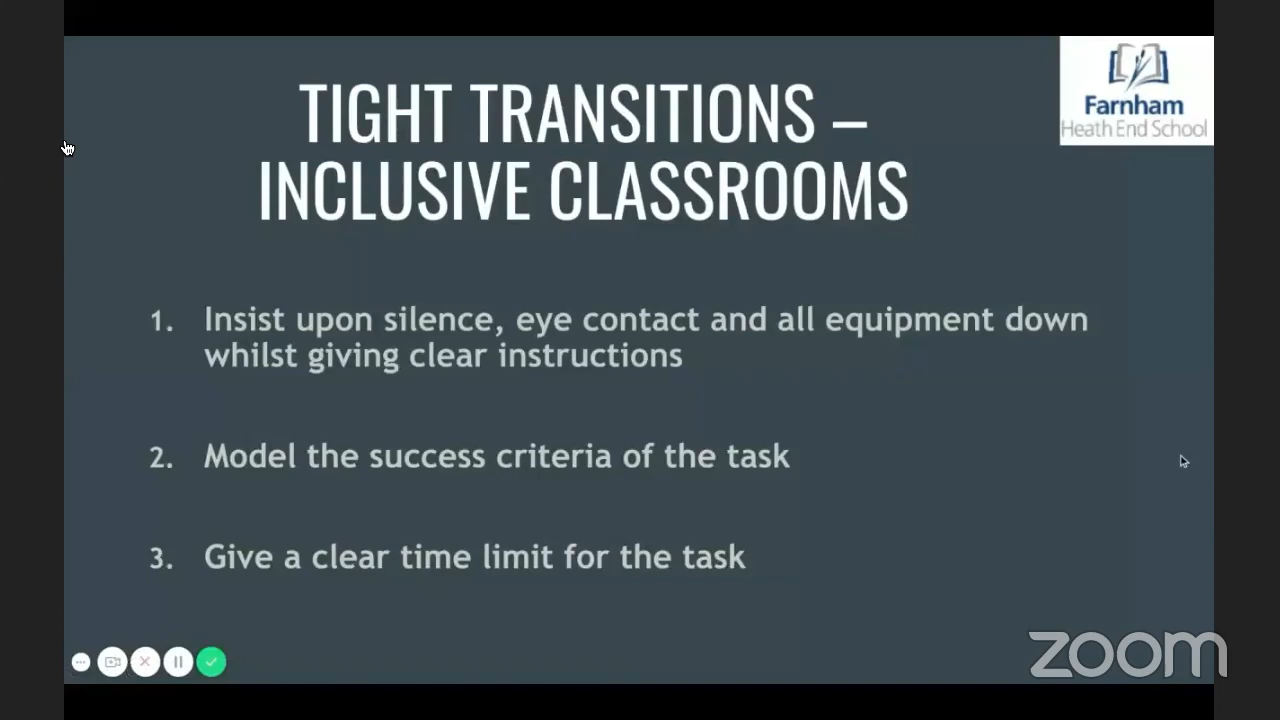 TIGHT TRANSITIONS –
INCLUSIVE CLASSROOMS
Farnham
Heath End School
1. Insist upon silence, eye contact and all equipment down
whilst giving clear instructions
2. Model the success criteria of the task
3. Give a clear time limit for the task
zoom